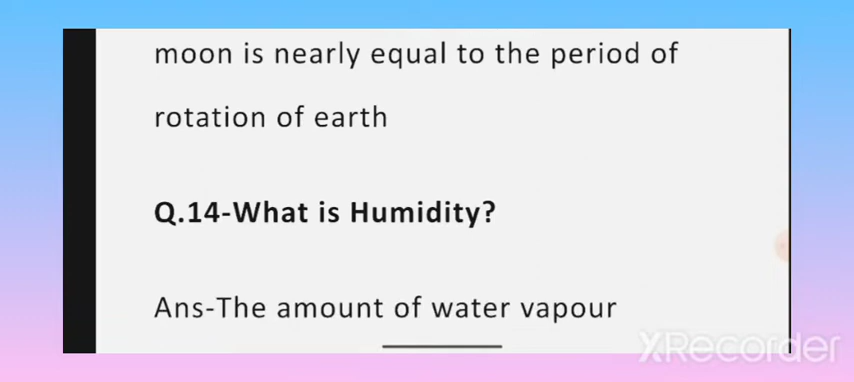 moon is nearly equal to the period of
rotation of earth
Q.14-What is Humidity?
Ans-The amount of water vapour
XRecorder